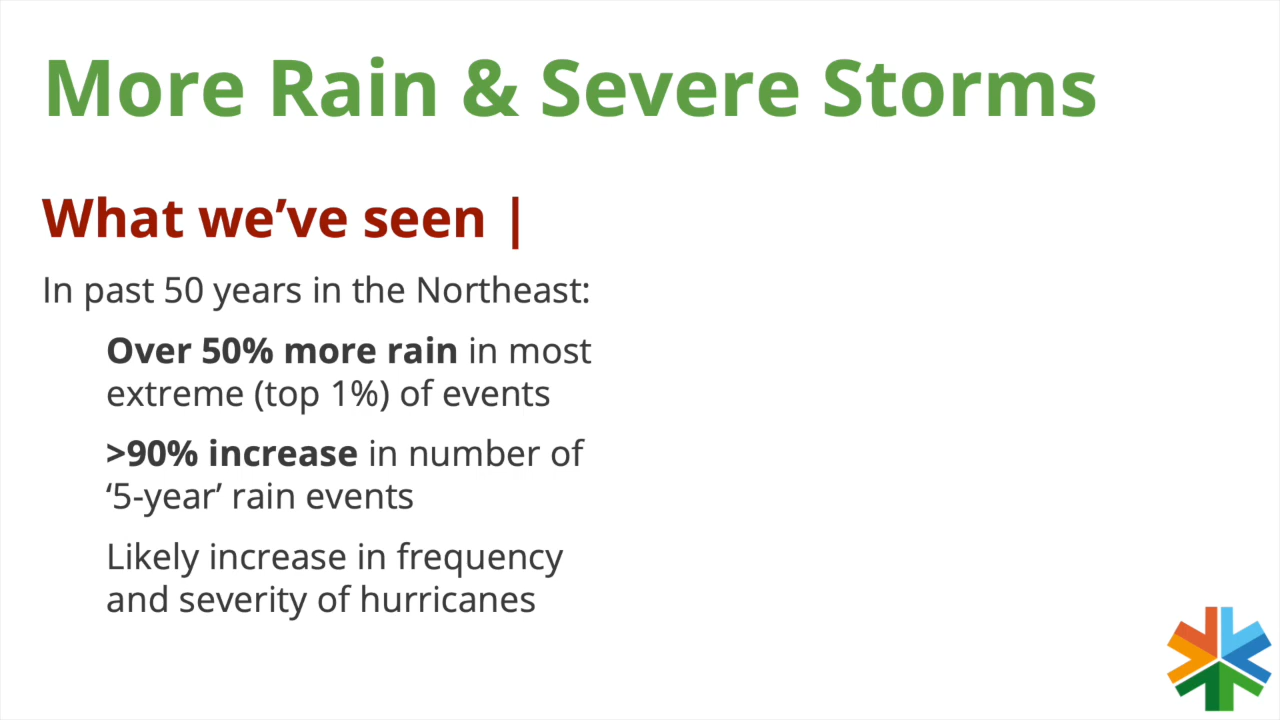 More Rain & Severe Storms
What we’ve seen |
In past 50 years in the Northeast:
Over 50% more rain in most
extreme (top 1%) of events
>90% increase in number of
‘5-year’ rain events
Likely increase in frequency
and severity of hurricanes